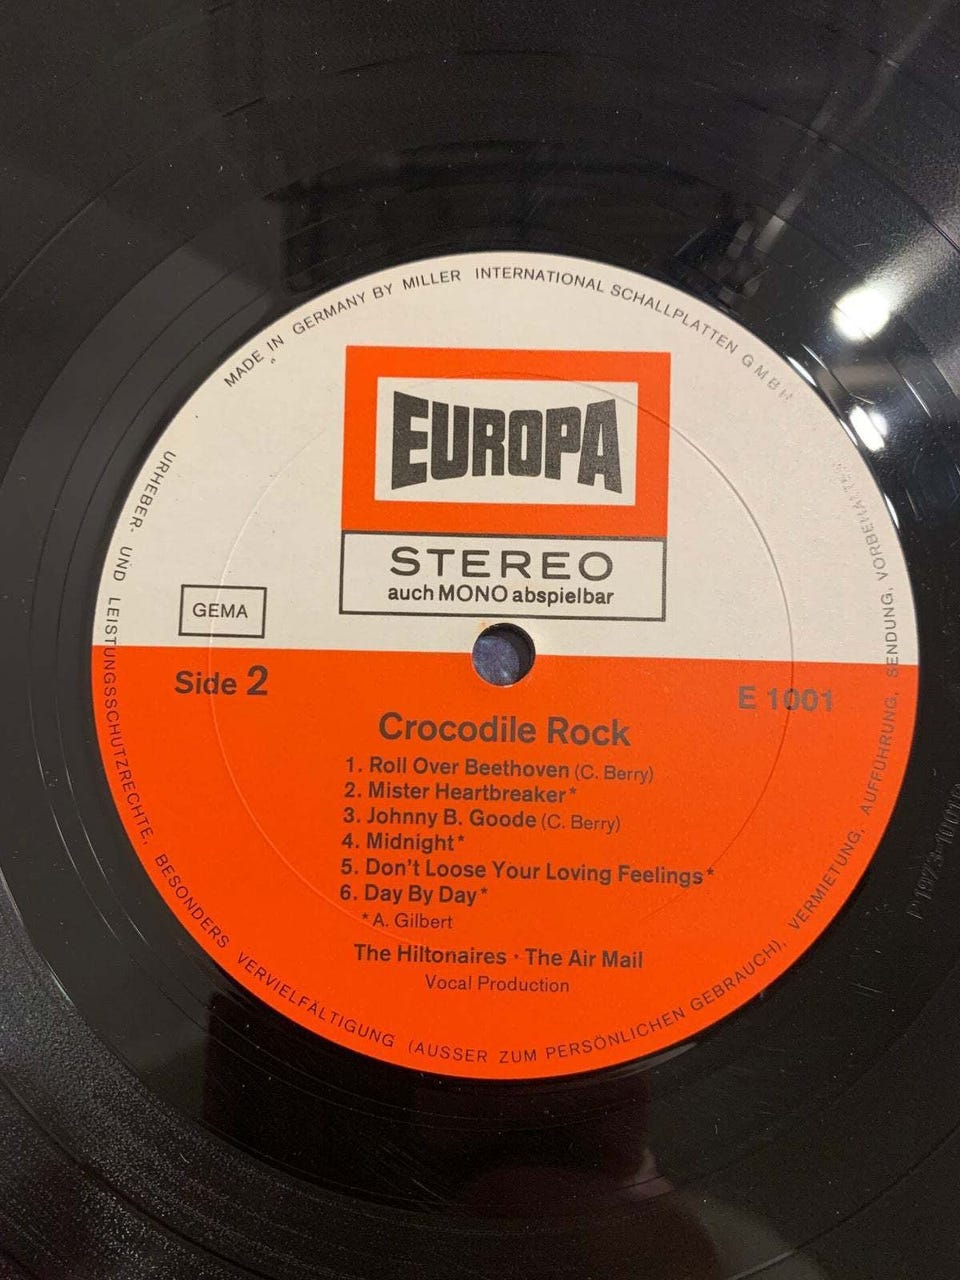 MADE IN GERMANY BY MILLER INTERNATIONAL SCHALLPLATTEN GMBH
EUROPA
STEREO
auch MONO abspielbar
GEMA
Side 2
E 1001
Crocodile Rock
1. Roll Over Beethoven (C. Berry)
2. Mister Heartbreaker*
3. Johnny B. Goode (C. Berry)
4. Midnight*
5. Don't Loose Your Loving Feelings*
6. Day By Day*
*A. Gilbert
The Hiltonaires · The Air Mail
Vocal Production
URHEBER- UND LEISTUNGSSCHUTZRECHTE, BESONDERS VERVIELFÄLTIGUNG (AUSSER ZUM PERSÖNLICHEN GEBRAUCH), VERMIETUNG, AUFFÜHRUNG, SENDUNG, VORBEHALTEN